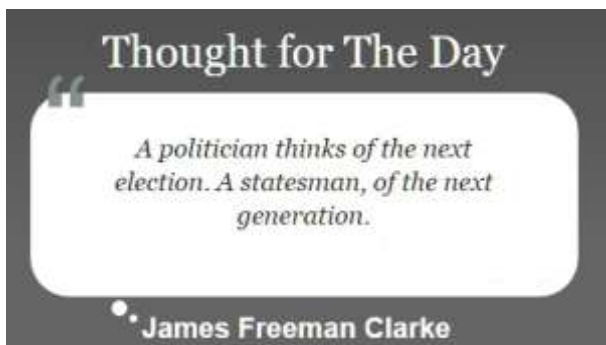 Thought for The Day
“
A politician thinks of the next
election. A statesman, of the next
generation.
James Freeman Clarke